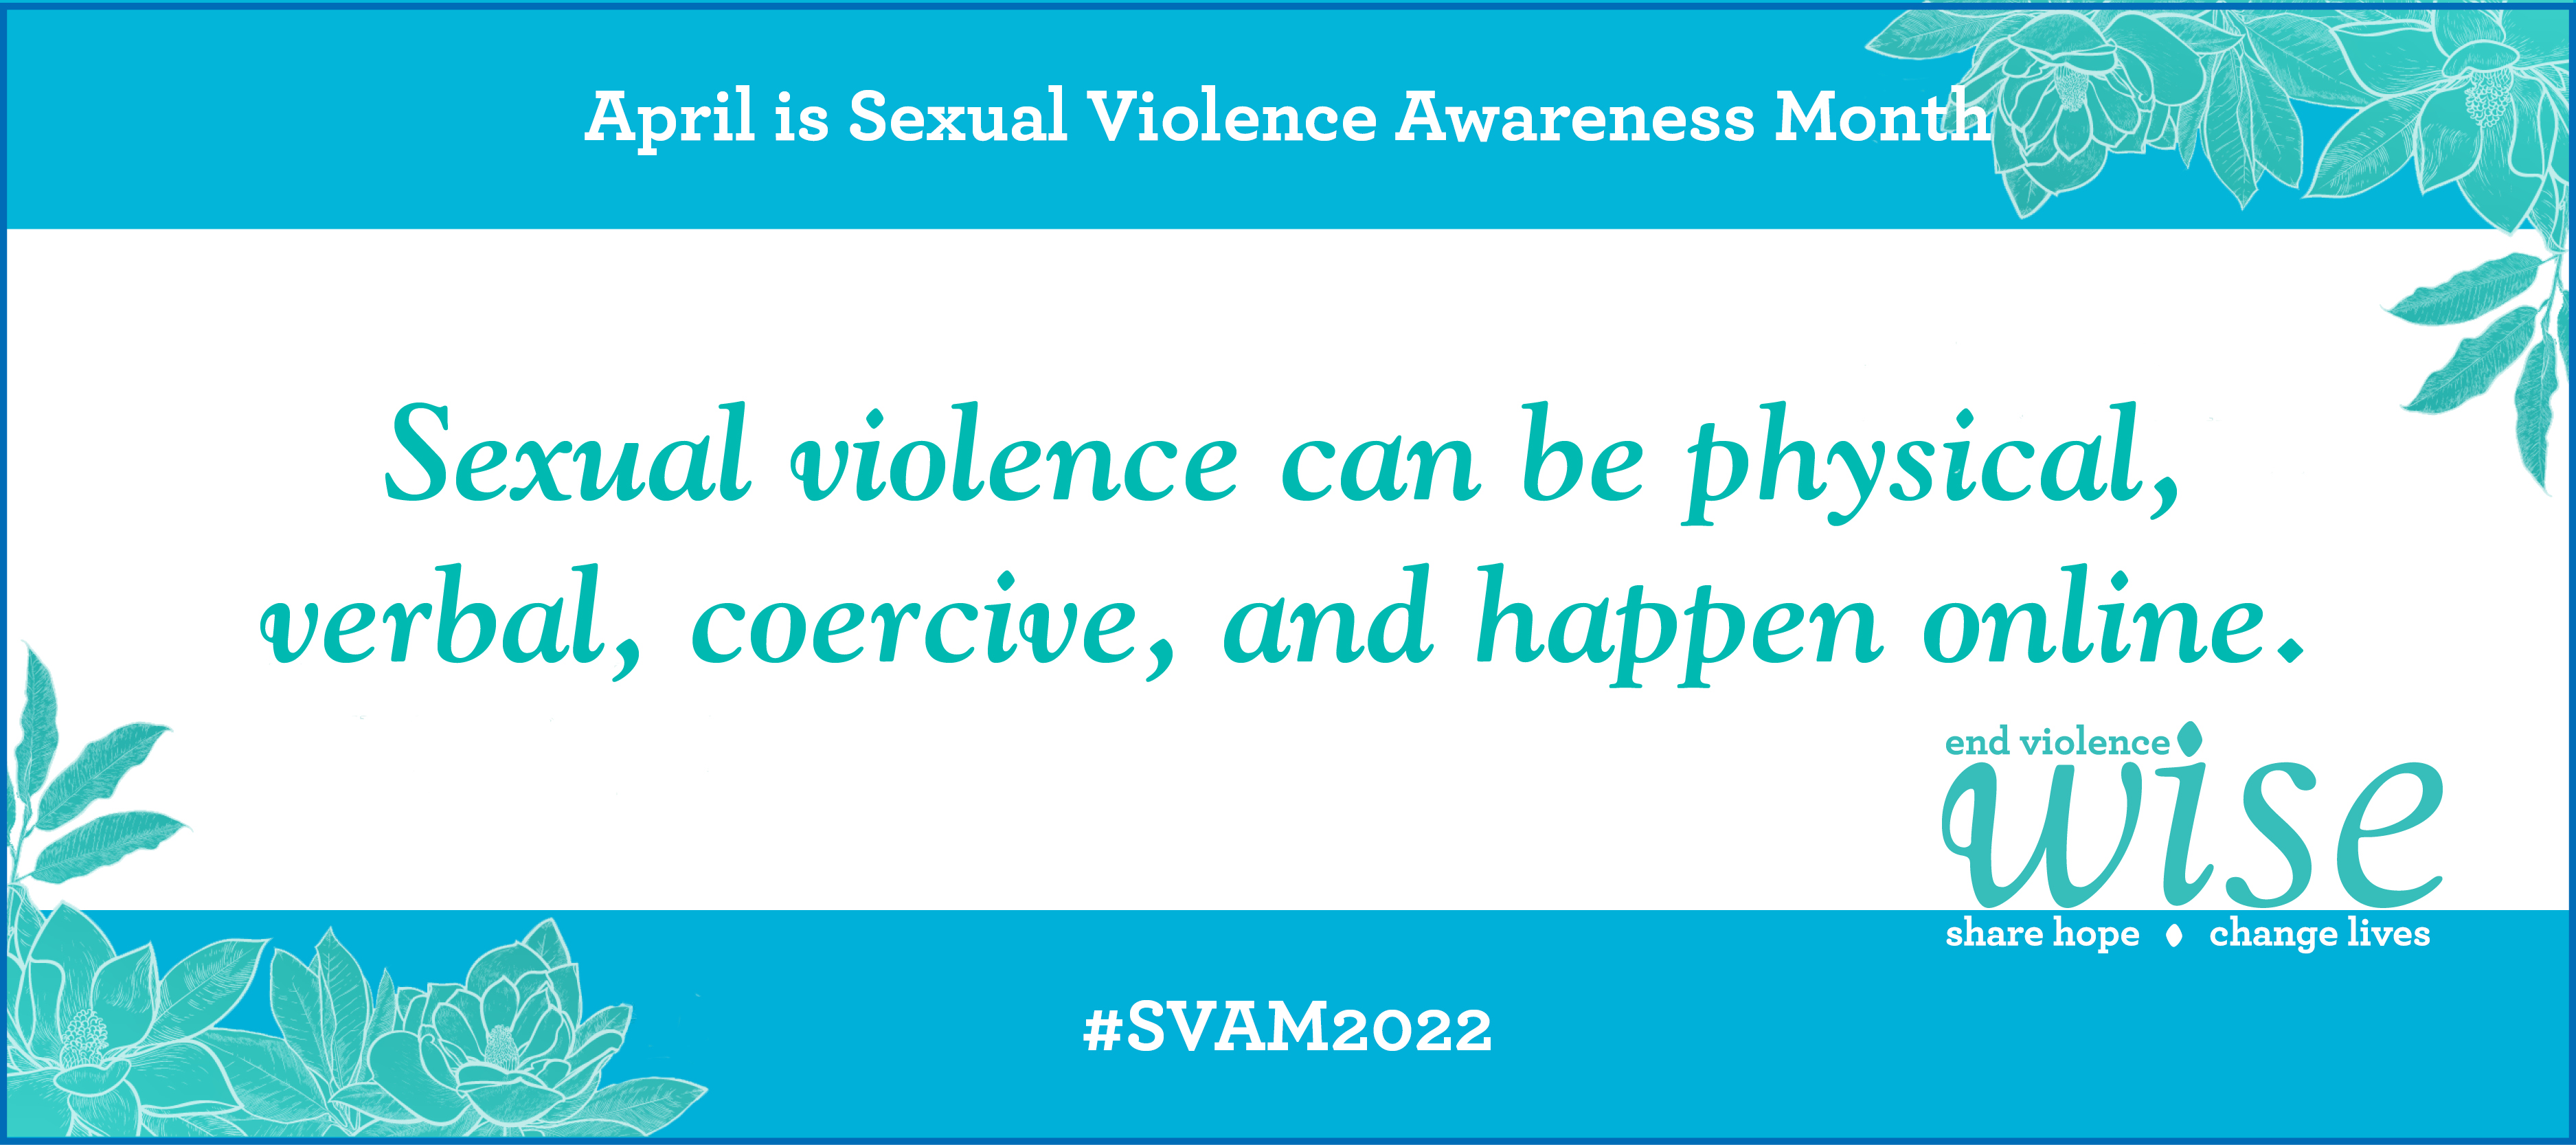 April is Sexual Violence Awareness Month
Sexual violence can be physical,
verbal, coercive, and happen online.
end violence
wise
share hope change lives
#SVAM2022